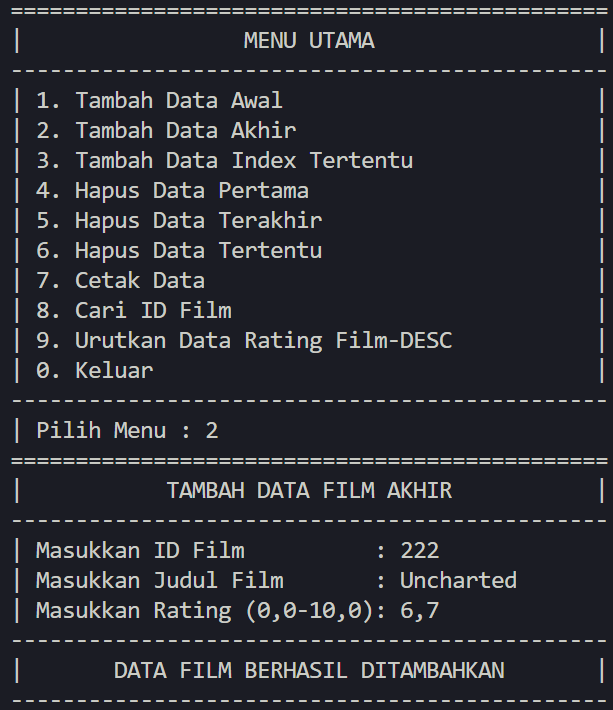 ==============================================
| MENU UTAMA |
----------------------------------------------
| 1. Tambah Data Awal |
| 2. Tambah Data Akhir |
| 3. Tambah Data Index Tertentu |
| 4. Hapus Data Pertama |
| 5. Hapus Data Terakhir |
| 6. Hapus Data Tertentu |
| 7. Cetak Data |
| 8. Cari ID Film |
| 9. Urutkan Data Rating Film-DESC |
| 0. Keluar |
----------------------------------------------
| Pilih Menu : 2
==============================================
| TAMBAH DATA FILM AKHIR |
----------------------------------------------
| Masukkan ID Film : 222
| Masukkan Judul Film : Uncharted
| Masukkan Rating (0,0-10,0): 6,7
----------------------------------------------
| DATA FILM BERHASIL DITAMBAHKAN |
----------------------------------------------